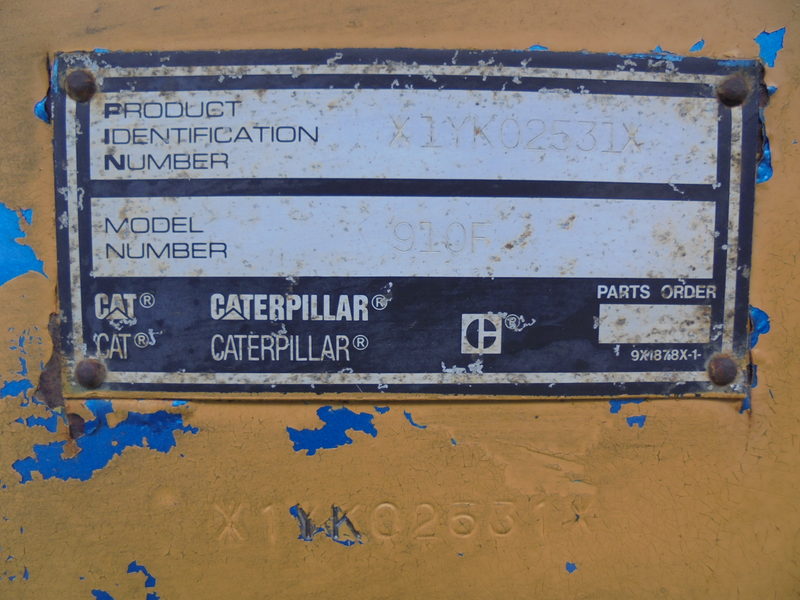 PRODUCT
IDENTIFICATION X1YK02531X
NUMBER
MODEL
NUMBER 910F
CAT® CATERPILLAR® PARTS ORDER
CAT® CATERPILLAR® C®
9X1878X-1-
X1YK02531X